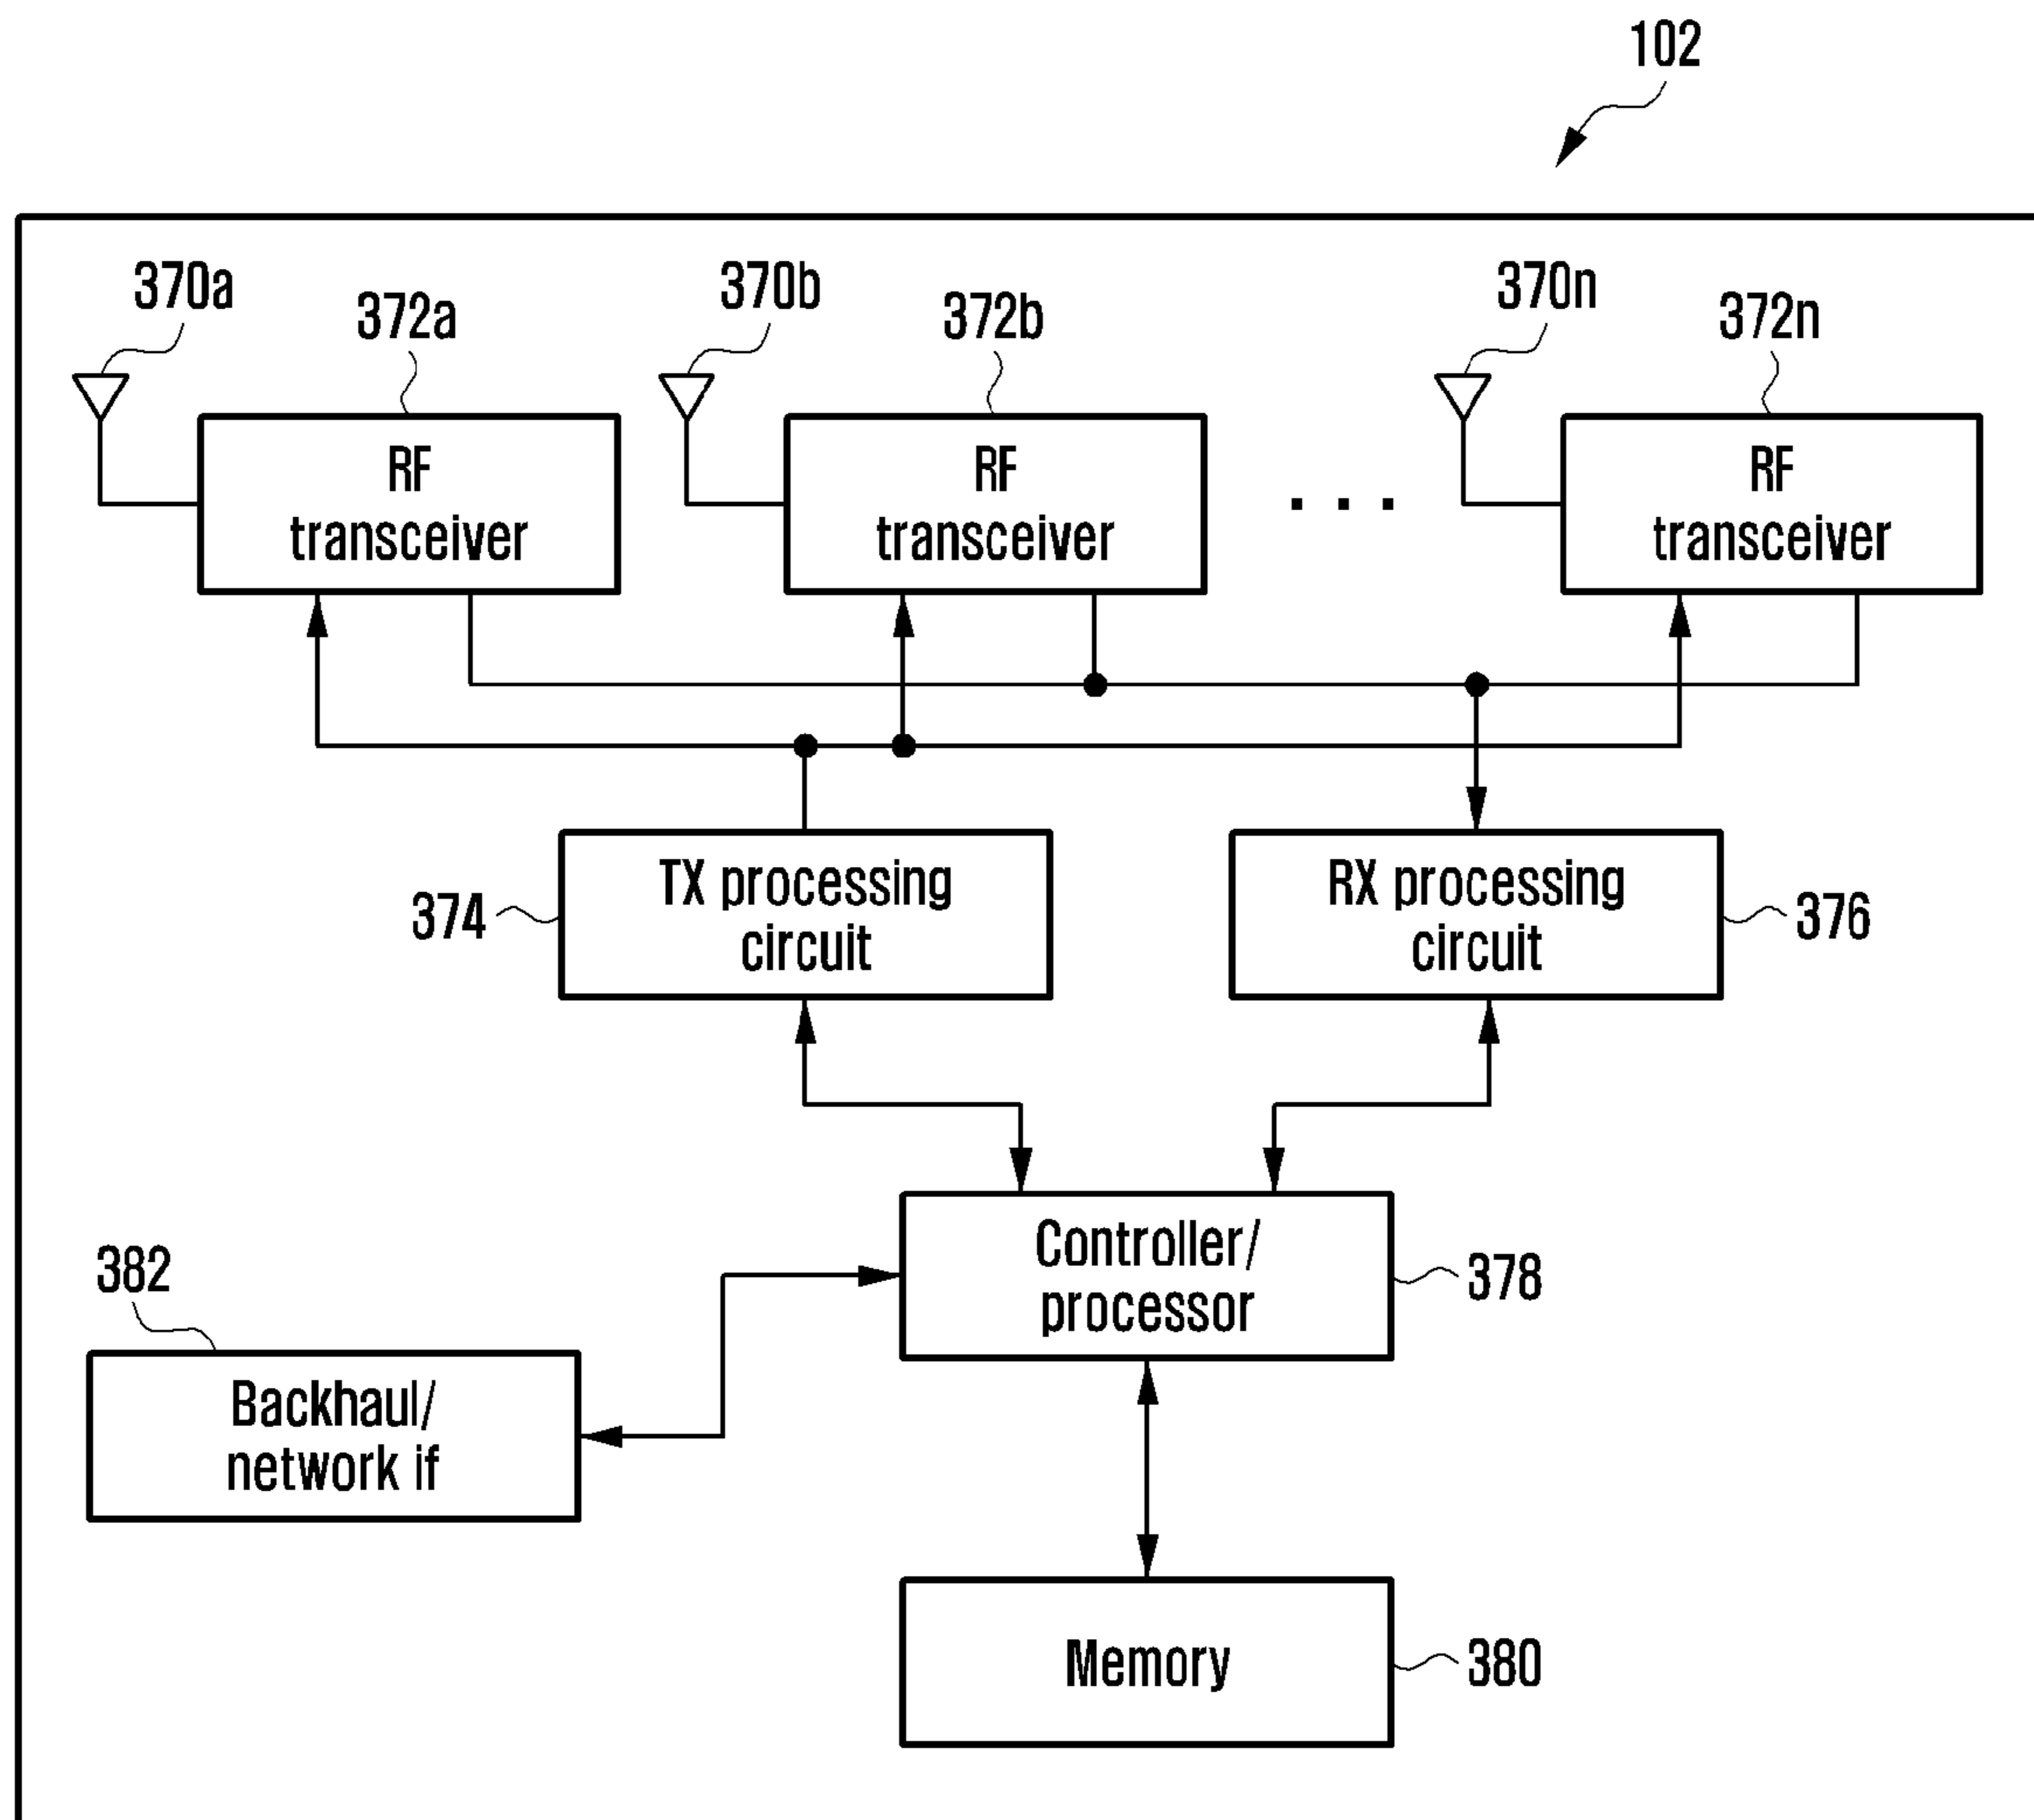 102
370a
372a
370b
372b
370n
372n
RF
transceiver
RF
transceiver
. . .
RF
transceiver
TX processing
circuit
374
RX processing
circuit
376
Controller/
processor
378
382
Backhaul/
network if
Memory
380